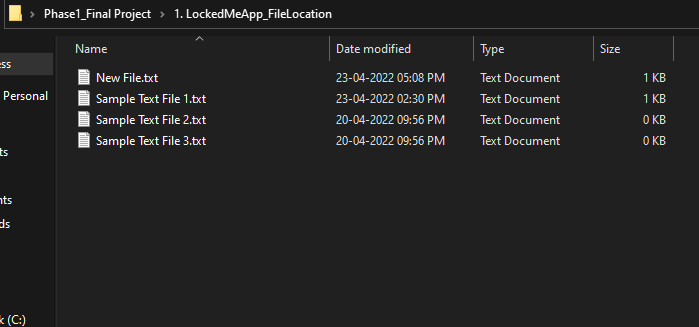 Phase1_Final Project > 1. LockedMeApp_FileLocation
Name Date modified Type Size
ess
Personal
ts
nts
ds
k (C:)
New File.txt 23-04-2022 05:08 PM Text Document 1 KB
Sample Text File 1.txt 23-04-2022 02:30 PM Text Document 1 KB
Sample Text File 2.txt 20-04-2022 09:56 PM Text Document 0 KB
Sample Text File 3.txt 20-04-2022 09:56 PM Text Document 0 KB